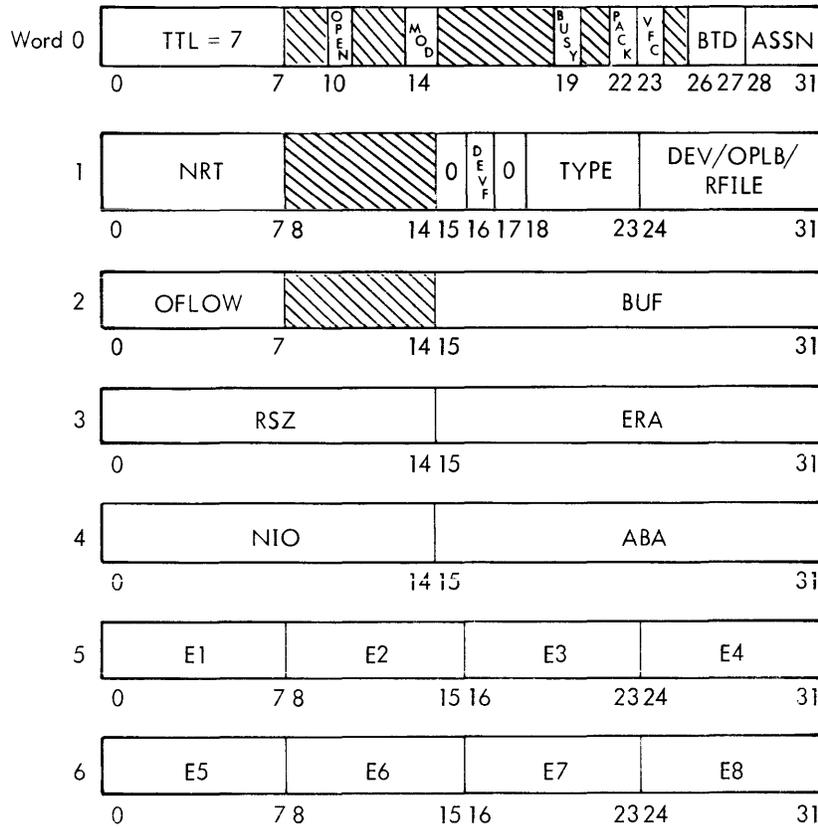 Word 0 TTL = 7 OPEN MOD BUSY PACK VFC BTD ASSN
0 7 10 14 19 22 23 26 27 28 31
1 NRT 0 DEVF 0 TYPE DEV/OPLB/
RFILE
0 7 8 14 15 16 17 18 23 24 31
2 OFLOW BUF
0 7 14 15 31
3 RSZ ERA
0 14 15 31
4 NIO ABA
0 14 15 31
5 E1 E2 E3 E4
0 7 8 15 16 23 24 31
6 E5 E6 E7 E8
0 7 8 15 16 23 24 31